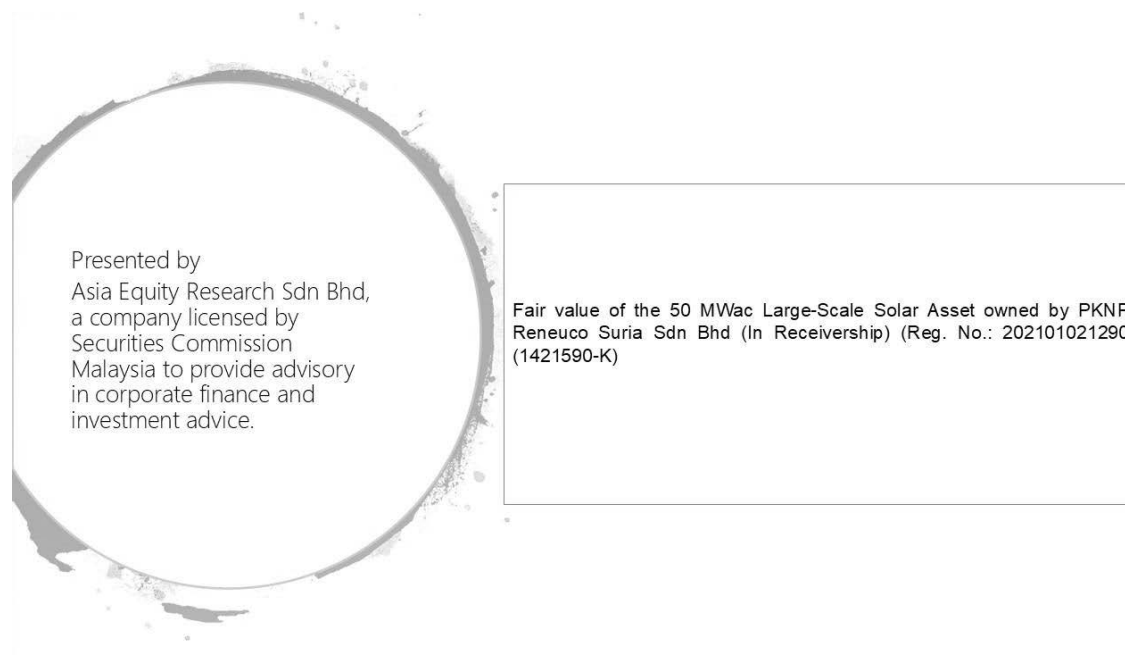 Presented by
Asia Equity Research Sdn Bhd,
a company licensed by
Securities Commission
Malaysia to provide advisory
in corporate finance and
investment advice.
Fair value of the 50 MWac Large-Scale Solar Asset owned by PKNP
Reneuco Suria Sdn Bhd (In Receivership) (Reg. No.: 202101021290
(1421590-K)